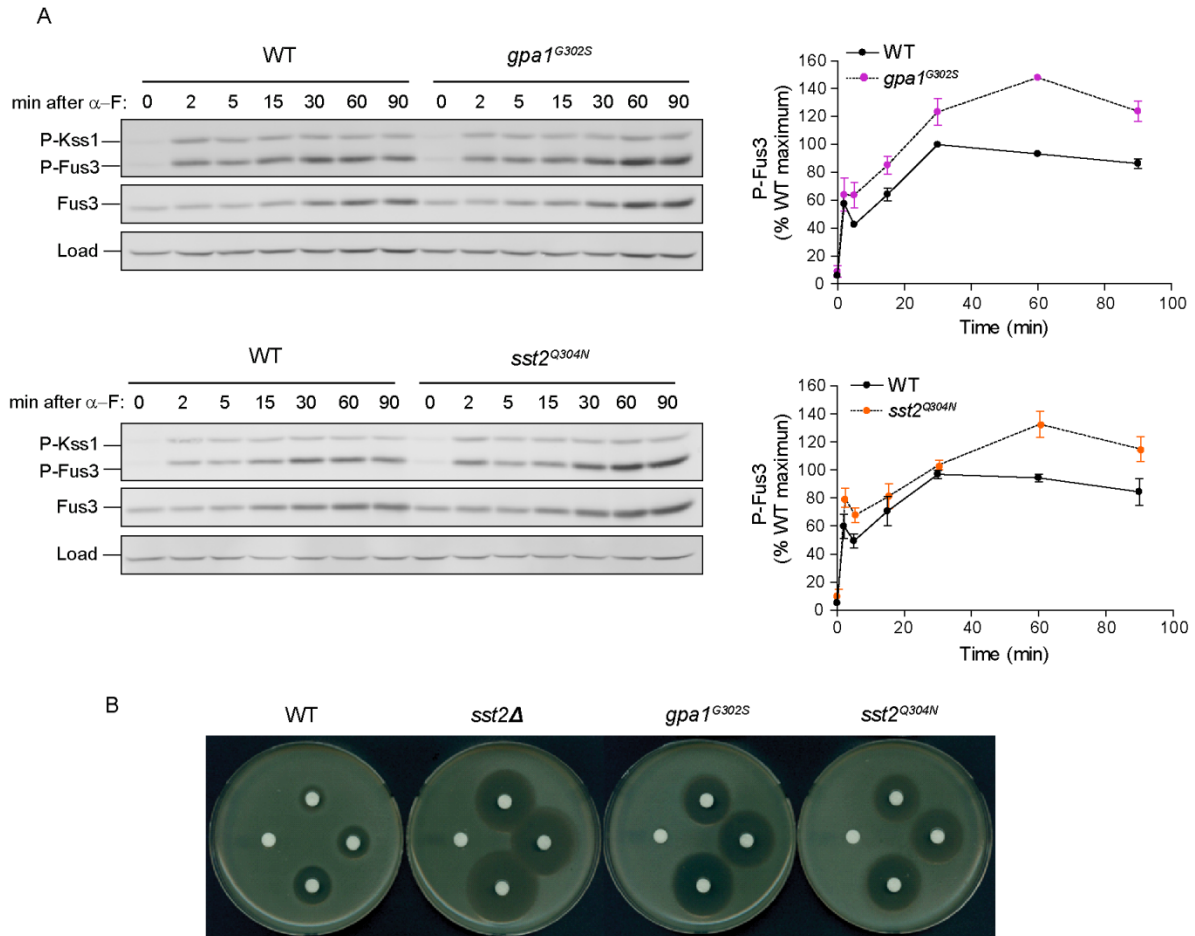 A
WT gpa1G302S
min after α–F: 0 2 5 15 30 60 90 0 2 5 15 30 60 90
P-Kss1
P-Fus3
Fus3
Load
WT
gpa1G302S
P-Fus3
(% WT maximum)
160
140
120
100
80
60
40
20
0
0 20 40 60 80 100
Time (min)
WT sst2Q304N
min after α–F: 0 2 5 15 30 60 90 0 2 5 15 30 60 90
P-Kss1
P-Fus3
Fus3
Load
WT
sst2Q304N
P-Fus3
(% WT maximun)
160
140
120
100
80
60
40
20
0
0 20 40 60 80 100
Time (min)
B
WT sst2Δ gpa1G302S sst2Q304N